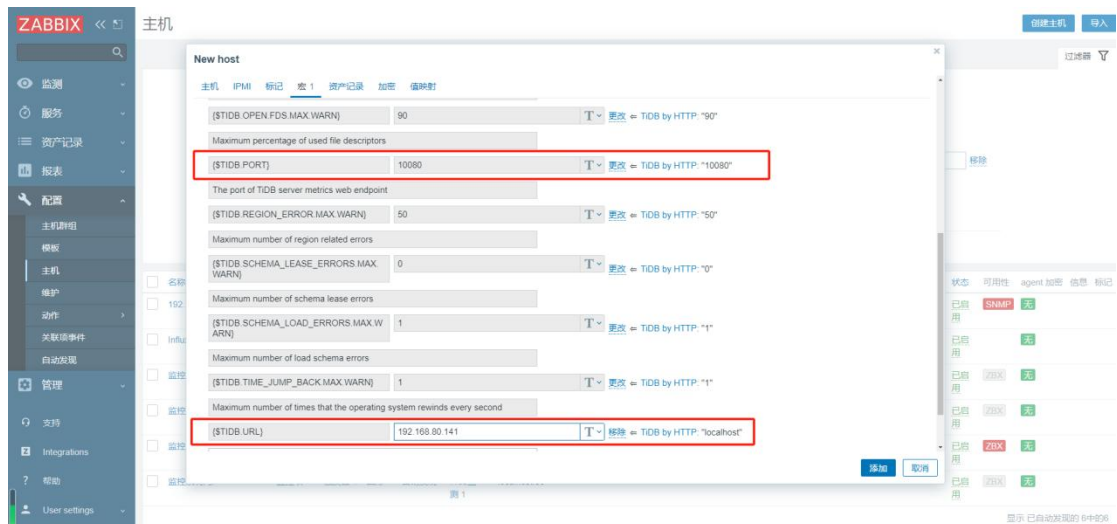 ZABBIX
主机
创建主机
导入
过滤器
监测
服务
资产记录
报表
配置
主机群组
模板
主机
维护
动作
关联项事件
自动发现
管理
支持
Integrations
帮助
User settings
New host
主机 IPMI 标记 宏 1 资产记录 加密 值映射
{$TIDB.OPEN.FDS.MAX.WARN} 90 T 更改 ⇐ TiDB by HTTP: "90"
Maximum percentage of used file descriptors
{$TIDB.PORT} 10080 T 更改 ⇐ TiDB by HTTP: "10080"
The port of TiDB server metrics web endpoint
{$TIDB.REGION_ERROR.MAX.WARN} 50 T 更改 ⇐ TiDB by HTTP: "50"
Maximum number of region related errors
{$TIDB.SCHEMA_LEASE_ERRORS.MAX.
WARN} 0 T 更改 ⇐ TiDB by HTTP: "0"
Maximum number of schema lease errors
{$TIDB.SCHEMA_LOAD_ERRORS.MAX.W
ARN} 1 T 更改 ⇐ TiDB by HTTP: "1"
Maximum number of load schema errors
{$TIDB.TIME_JUMP_BACK.MAX.WARN} 1 T 更改 ⇐ TiDB by HTTP: "1"
Maximum number of times that the operating system rewinds every second
{$TIDB.URL} 192.168.80.141 T 移除 ⇐ TiDB by HTTP: "localhost"
添加 取消
移除
名称
状态 可用性 agent 加密 信息 标记
192
已启用 SNMP 无
Influ
已启用 无
监控
已启用 ZBX 无
监控
已启用 ZBX 无
监控
已启用 ZBX 无
监控
测 1
已启用 ZBX 无
显示 已自动发现的 6中的6